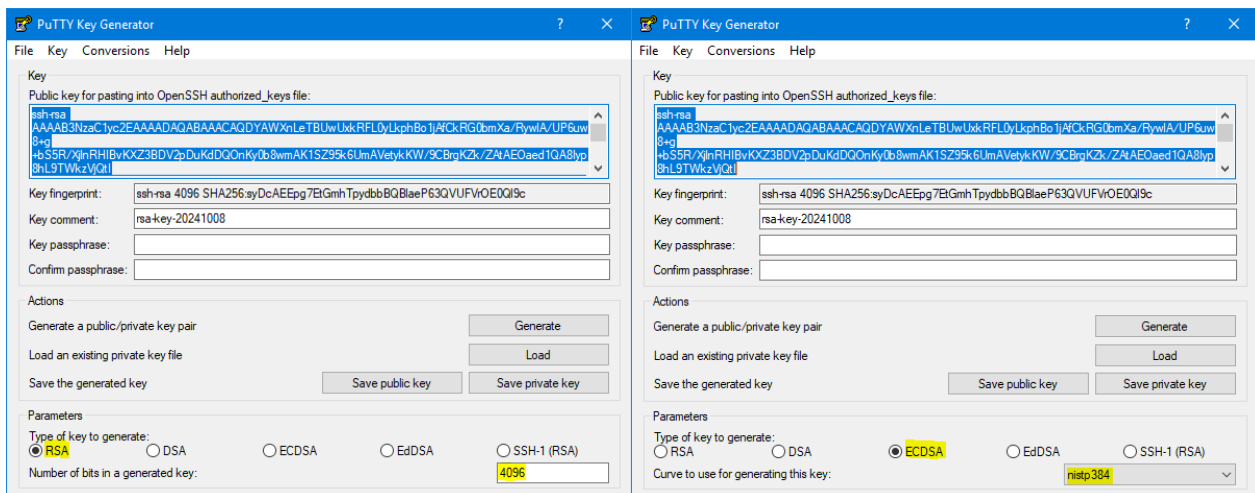 PuTTY Key Generator
File Key Conversions Help
Key
Public key for pasting into OpenSSH authorized_keys file:
ssh-rsa
AAAAB3NzaC1yc2EAAAADAQABAAACAQDYAWXnLeTBUwUxkRFL0yLkphBo1jAfCkRG0bmXa/RywIA/UP6uw
8+g
+bS5R/XjlnRHIBvKXZ3BDV2pDuKdDQOnKy0b8wmAK1SZ95k6UmAVetykKW/9CBrgKZk/ZAtAEOaed1QA8lyp
8hL9TWkzVjQtI
Key fingerprint: ssh-rsa 4096 SHA256:syDcAEEpg7EtGmhTpydbbBQBlaeP63QVUFVrOE0QI9c
Key comment: rsa-key-20241008
Key passphrase:
Confirm passphrase:
Actions
Generate a public/private key pair Generate
Load an existing private key file Load
Save the generated key Save public key Save private key
Parameters
Type of key to generate:
RSA DSA ECDSA EdDSA SSH-1 (RSA)
Number of bits in a generated key: 4096
PuTTY Key Generator
File Key Conversions Help
Key
Public key for pasting into OpenSSH authorized_keys file:
ssh-rsa
AAAAB3NzaC1yc2EAAAADAQABAAACAQDYAWXnLeTBUwUxkRFL0yLkphBo1jAfCkRG0bmXa/RywIA/UP6uw
8+g
+bS5R/XjlnRHIBvKXZ3BDV2pDuKdDQOnKy0b8wmAK1SZ95k6UmAVetykKW/9CBrgKZk/ZAtAEOaed1QA8lyp
8hL9TWkzVjQtI
Key fingerprint: ssh-rsa 4096 SHA256:syDcAEEpg7EtGmhTpydbbBQBlaeP63QVUFVrOE0QI9c
Key comment: rsa-key-20241008
Key passphrase:
Confirm passphrase:
Actions
Generate a public/private key pair Generate
Load an existing private key file Load
Save the generated key Save public key Save private key
Parameters
Type of key to generate:
RSA DSA ECDSA EdDSA SSH-1 (RSA)
Curve to use for generating this key: nistp384